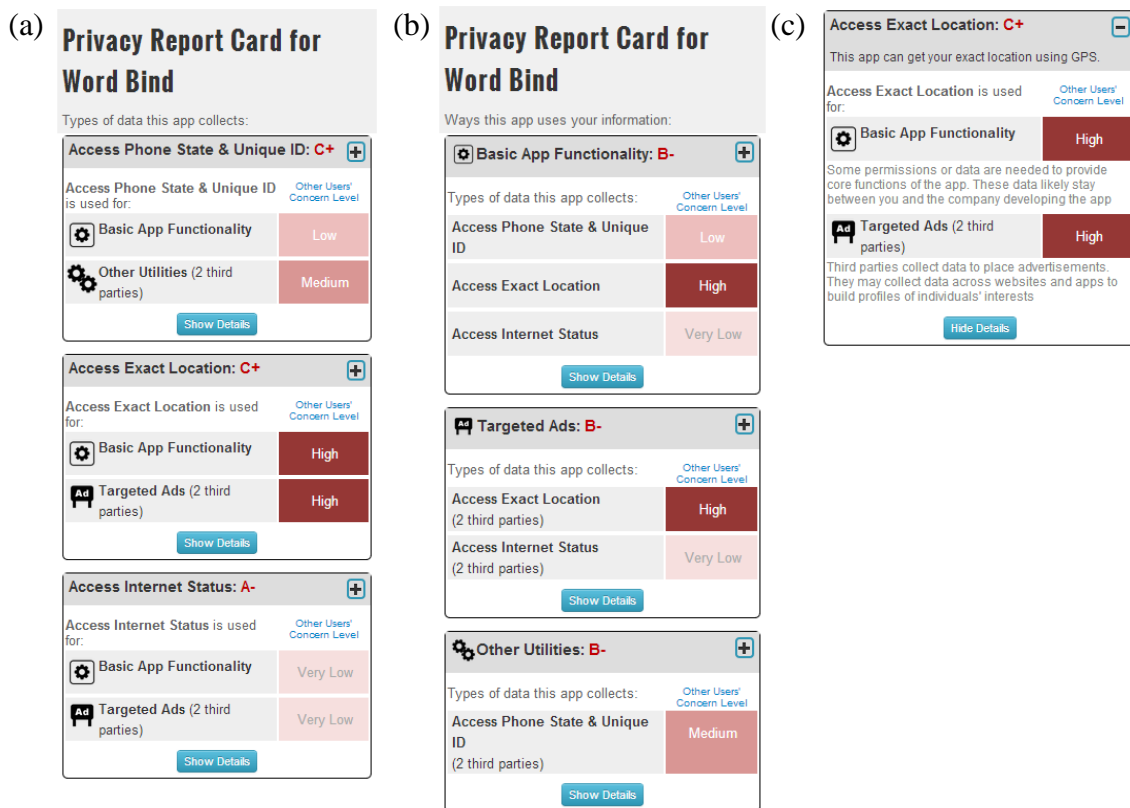 (a)
Privacy Report Card for
Word Bind
Types of data this app collects:
Access Phone State & Unique ID: C+
Access Phone State & Unique ID
is used for:
Other Users'
Concern Level
Basic App Functionality
Low
Other Utilities (2 third
parties)
Medium
Show Details
Access Exact Location: C+
Access Exact Location is used
for:
Other Users'
Concern Level
Basic App Functionality
High
Ad
Targeted Ads (2 third
parties)
High
Show Details
Access Internet Status: A-
Access Internet Status is used
for:
Other Users'
Concern Level
Basic App Functionality
Very Low
Ad
Targeted Ads (2 third
parties)
Very Low
Show Details
(b)
Privacy Report Card for
Word Bind
Ways this app uses your information:
Basic App Functionality: B-
Types of data this app collects:
Other Users'
Concern Level
Access Phone State & Unique
ID
Low
Access Exact Location
High
Access Internet Status
Very Low
Show Details
Ad
Targeted Ads: B-
Types of data this app collects:
Other Users'
Concern Level
Access Exact Location
(2 third parties)
High
Access Internet Status
(2 third parties)
Very Low
Show Details
Other Utilities: B-
Types of data this app collects:
Other Users'
Concern Level
Access Phone State & Unique
ID
(2 third parties)
Medium
Show Details
(c)
Access Exact Location: C+
This app can get your exact location using GPS.
Access Exact Location is used
for:
Other Users'
Concern Level
Basic App Functionality
High
Some permissions or data are needed to provide
core functions of the app. These data likely stay
between you and the company developing the app
Ad
Targeted Ads (2 third
parties)
High
Third parties collect data to place advertisements.
They may collect data across websites and apps to
build profiles of individuals' interests
Hide Details